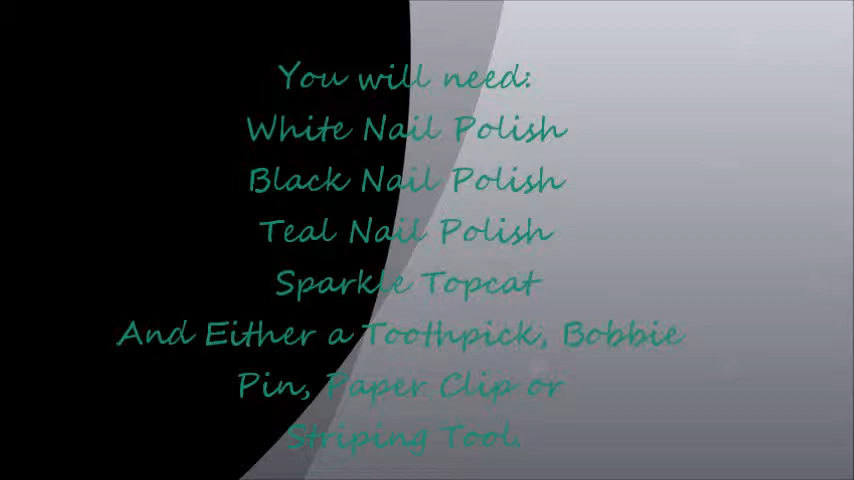 You will need:
White Nail Polish
Black Nail Polish
Teal Nail Polish
Sparkle Topcat
And Either a Toothpick, Bobbie
Pin, Paper Clip or
Striping Tool.